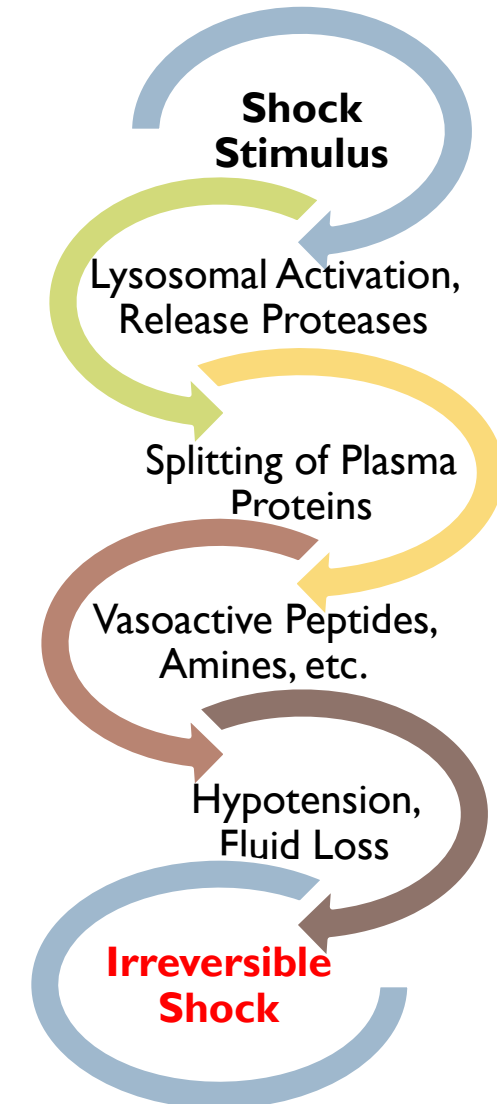 Shock
Stimulus
Lysosomal Activation,
Release Proteases
Splitting of Plasma
Proteins
Vasoactive Peptides,
Amines, etc.
Hypotension,
Fluid Loss
Irreversible
Shock